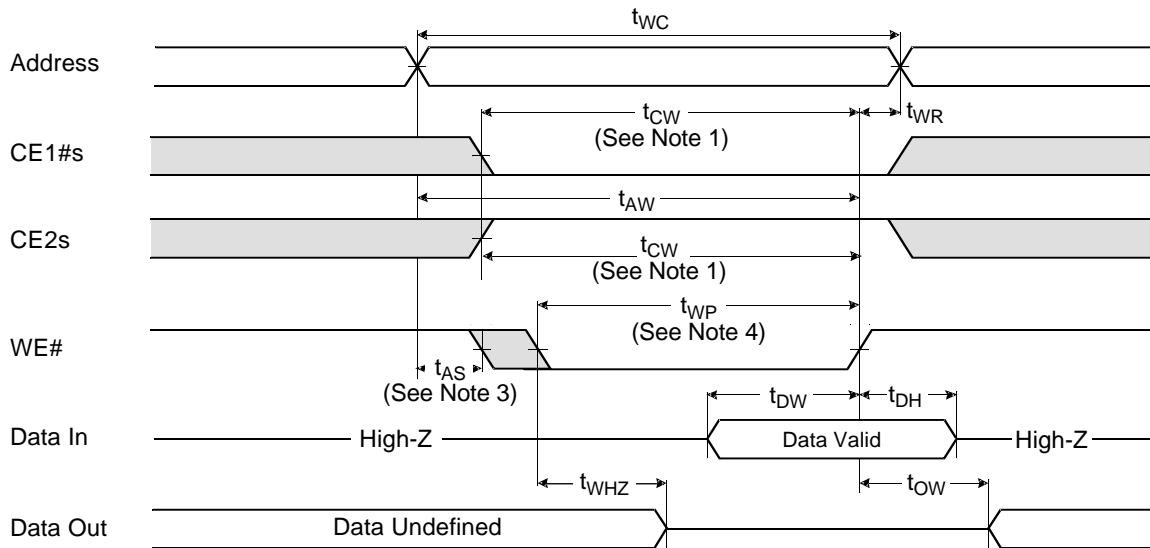 tWC
Address
tCW
(See Note 1)
tWR
CE1#s
tAW
CE2s
tCW
(See Note 1)
tWP
(See Note 4)
WE#
tAS
(See Note 3)
tDW
tDH
Data In
High-Z
Data Valid
High-Z
tWHZ
tOW
Data Out
Data Undefined